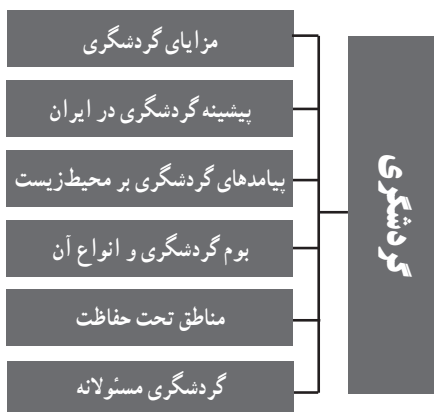 گردشگری
مزایای گردشگری
پیشینه گردشگری در ایران
پیامدهای گردشگری بر محیط‌زیست
بوم گردشگری و انواع آن
مناطق تحت حفاظت
گردشگری مسئولانه